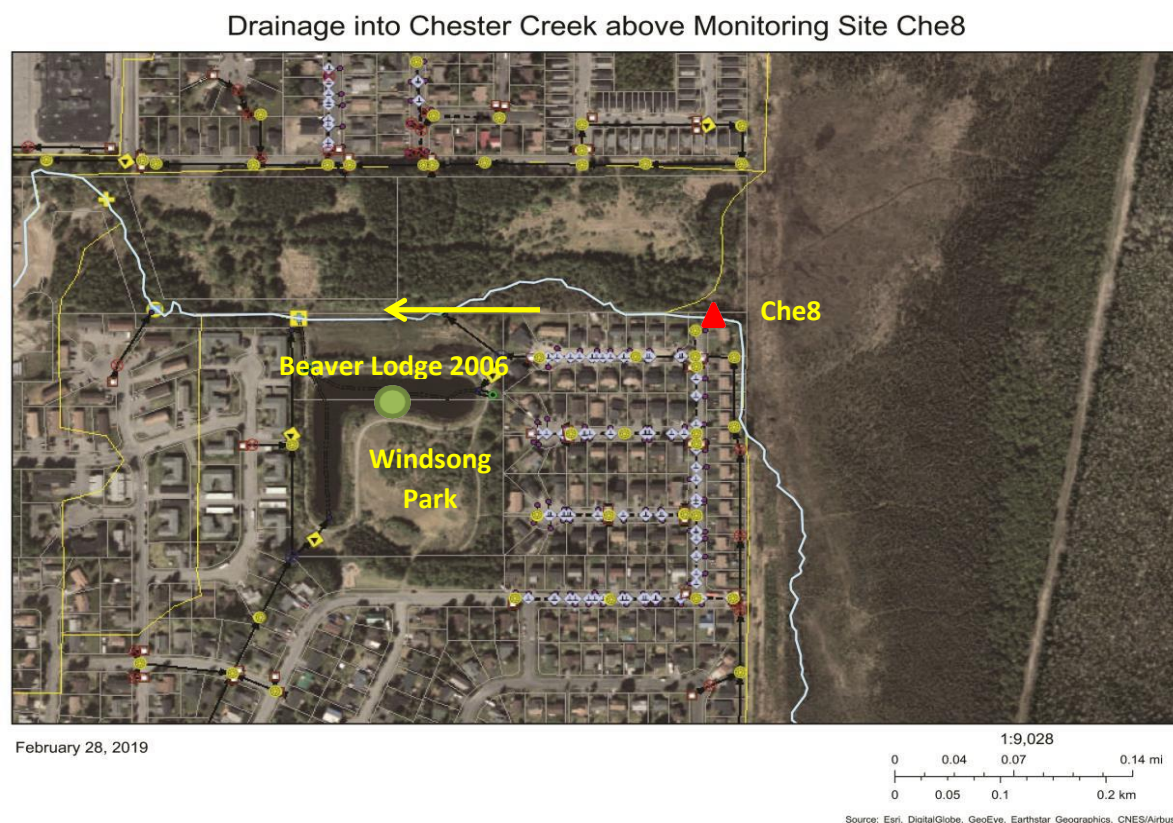 Drainage into Chester Creek above Monitoring Site Che8
Che8
Beaver Lodge 2006
Windsong
Park
February 28, 2019
1:9,028
0 0.04 0.07 0.14 mi
0 0.05 0.1 0.2 km
Source: Esri, DigitalGlobe, GeoEye, Earthstar Geographics, CNES/Airbus